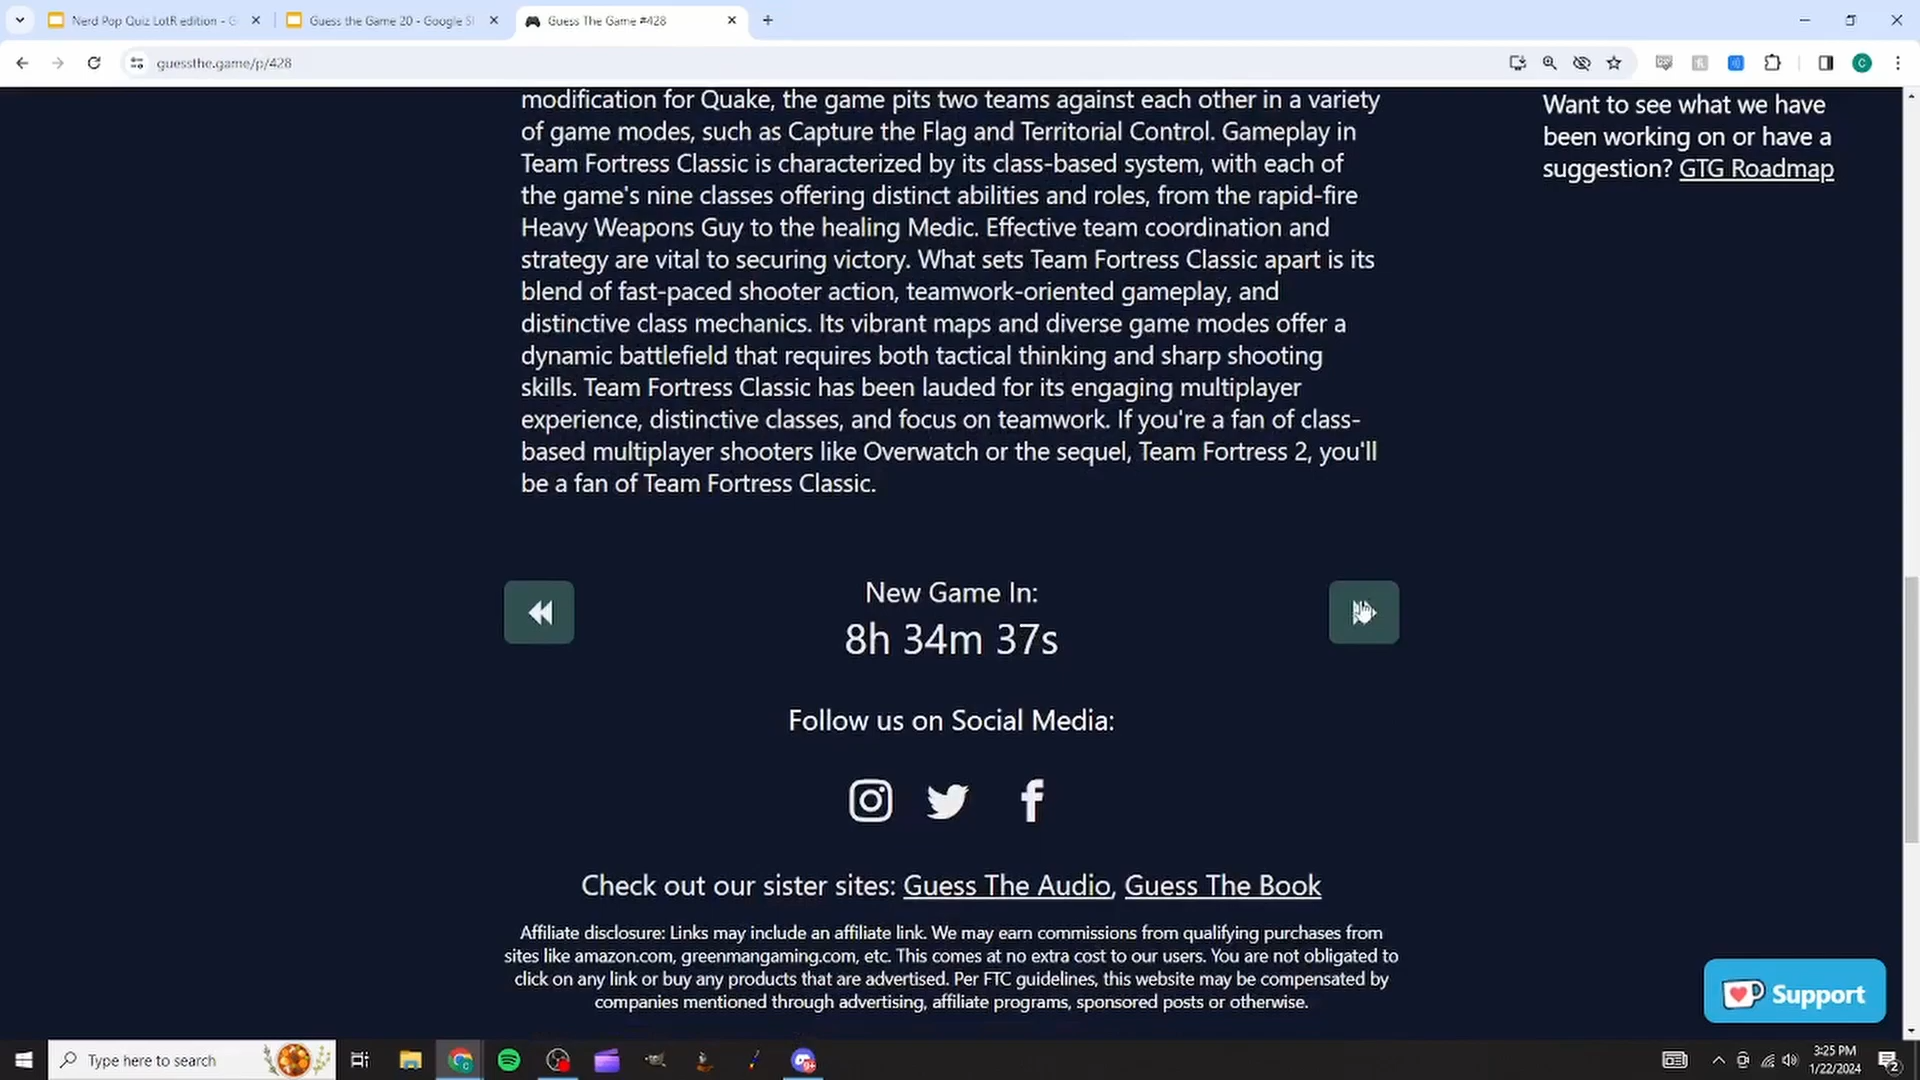 Nerd Pop Quiz LotR edition - G
Guess the Game 20 - Google Sl
Guess The Game #428
guessthe.game/p/428
modification for Quake, the game pits two teams against each other in a variety
of game modes, such as Capture the Flag and Territorial Control. Gameplay in
Team Fortress Classic is characterized by its class-based system, with each of
the game's nine classes offering distinct abilities and roles, from the rapid-fire
Heavy Weapons Guy to the healing Medic. Effective team coordination and
strategy are vital to securing victory. What sets Team Fortress Classic apart is its
blend of fast-paced shooter action, teamwork-oriented gameplay, and
distinctive class mechanics. Its vibrant maps and diverse game modes offer a
dynamic battlefield that requires both tactical thinking and sharp shooting
skills. Team Fortress Classic has been lauded for its engaging multiplayer
experience, distinctive classes, and focus on teamwork. If you're a fan of class-
based multiplayer shooters like Overwatch or the sequel, Team Fortress 2, you'll
be a fan of Team Fortress Classic.
Want to see what we have
been working on or have a
suggestion? GTG Roadmap
New Game In:
8h 34m 37s
Follow us on Social Media:
Check out our sister sites: Guess The Audio, Guess The Book
Affiliate disclosure: Links may include an affiliate link. We may earn commissions from qualifying purchases from
sites like amazon.com, greenmangaming.com, etc. This comes at no extra cost to our users. You are not obligated to
click on any link or buy any products that are advertised. Per FTC guidelines, this website may be compensated by
companies mentioned through advertising, affiliate programs, sponsored posts or otherwise.
Support
Type here to search
3:25 PM
1/22/2024